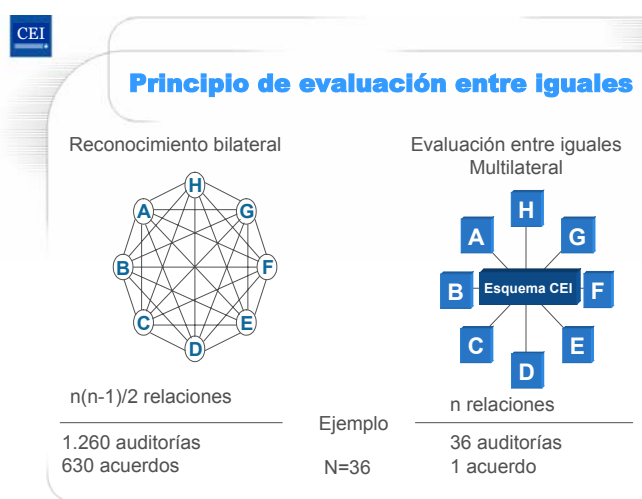 CEI
Principio de evaluación entre iguales
Reconocimiento bilateral
H
A
G
B
F
C
E
D
n(n-1)/2 relaciones
1.260 auditorías
630 acuerdos
Ejemplo
N=36
Evaluación entre iguales
Multilateral
H
A
G
B
Esquema CEI
F
C
E
D
n relaciones
36 auditorías
1 acuerdo